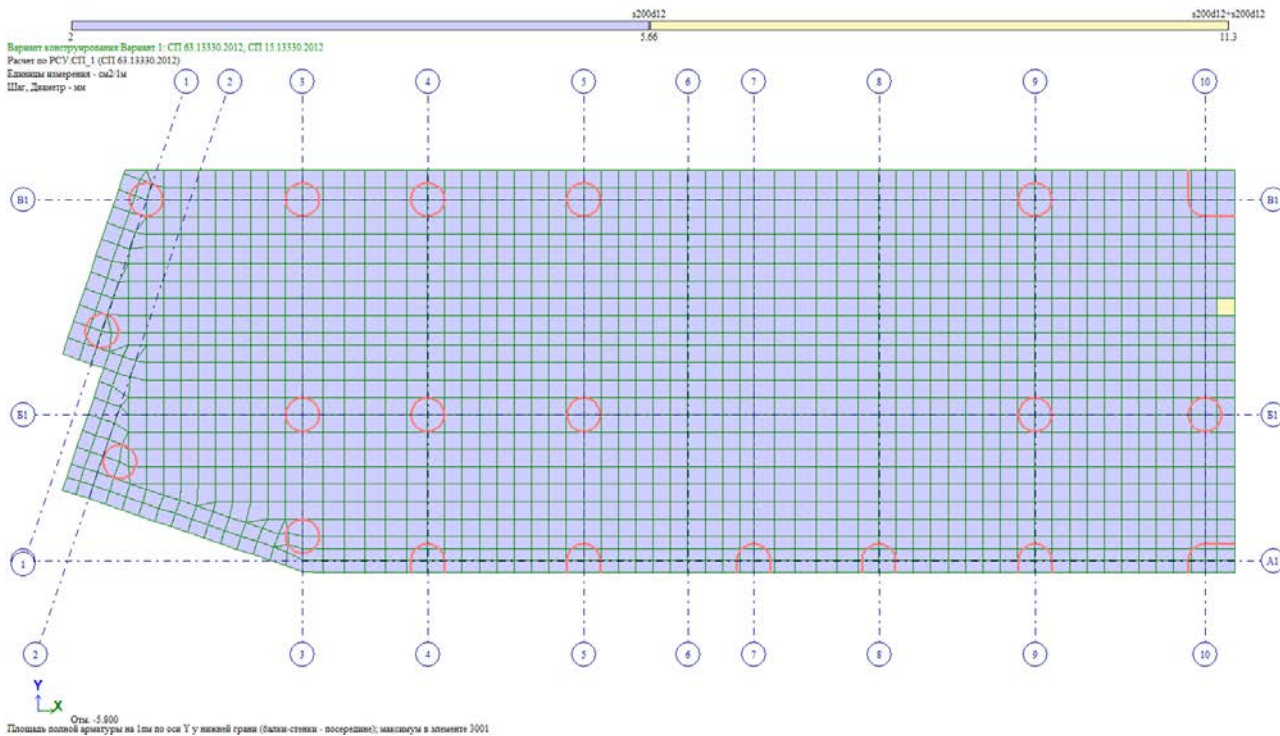 s200d12 s200d12+s200d12
2 5.66 11.3
Вариант конструирования Вариант 1: СП 63.13330.2012, СП 15.13330.2012
Расчет по РСУ:СП_1 (СП 63.13330.2012)
Единицы измерения - см2/1м
Шаг, Диаметр - мм
1 2 3 4 5 6 7 8 9 10
В1 В1
Б1 Б1
1 А1
2 3 4 5 6 7 8 9 10
Y
X
Отм. -5.800
Площадь полной арматуры на 1пм по оси Y у нижней грани (балки-стенки - посередине); максимум в элементе 3001